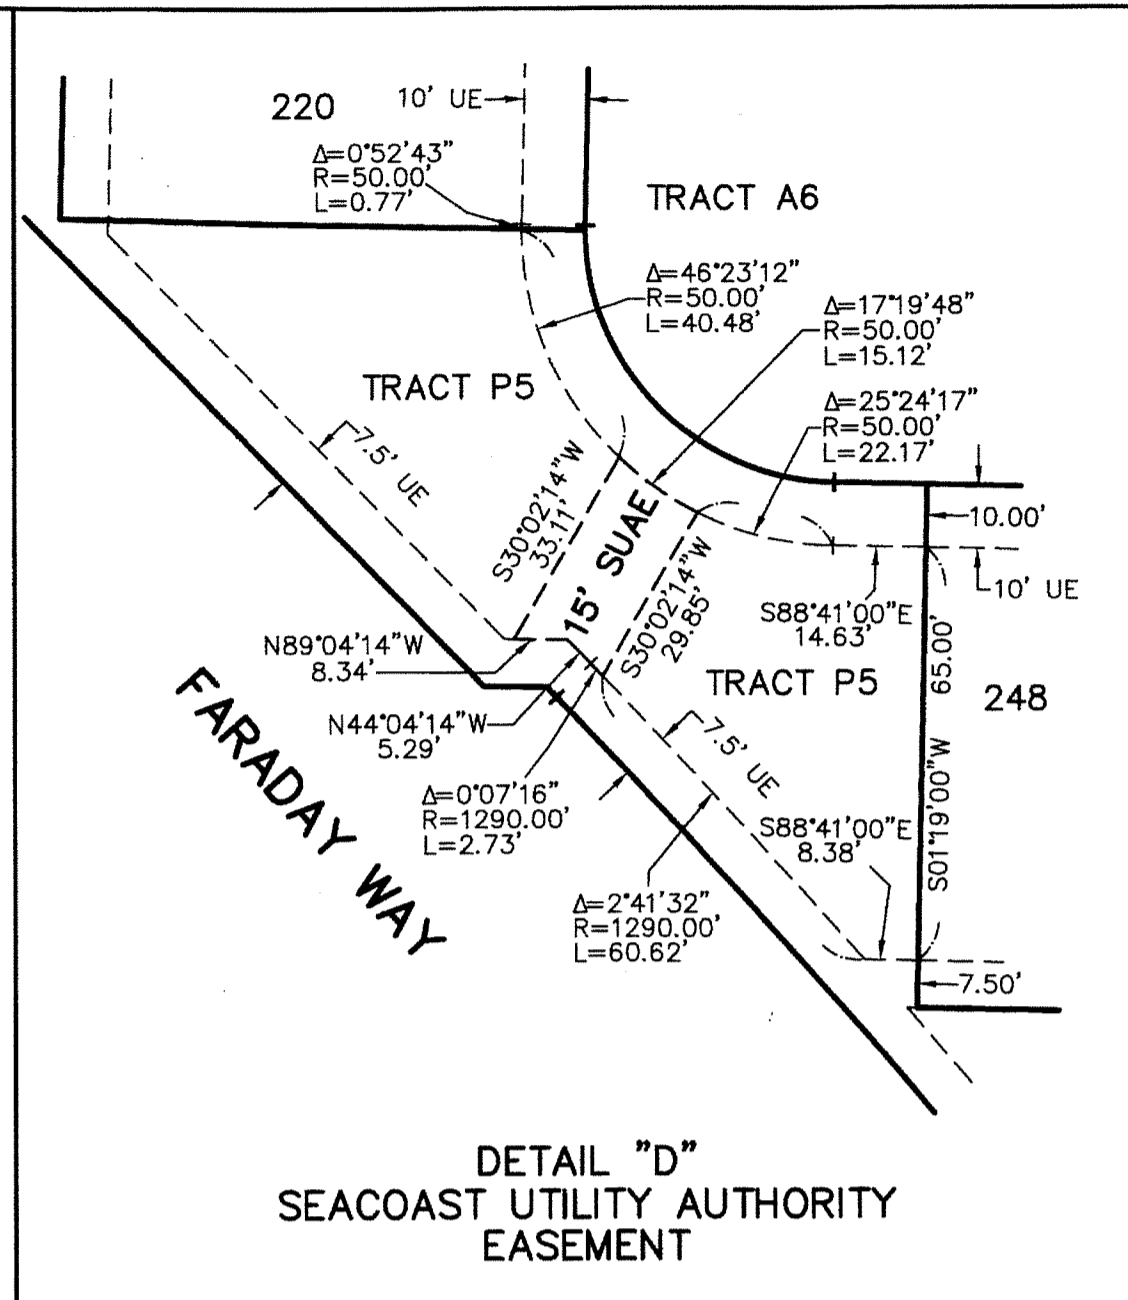 220
10' UE
Δ=0°52'43"
R=50.00'
L=0.77'
TRACT A6
Δ=46°23'12"
R=50.00'
L=40.48'
Δ=17°19'48"
R=50.00'
L=15.12'
TRACT P5
Δ=25°24'17"
R=50.00'
L=22.17'
7.5' UE
S30°02'14"W
33.11'
15' SUAE
S30°02'14"W
29.85'
10.00'
10' UE
S88°41'00"E
14.63'
N89°04'14"W
8.34'
TRACT P5
65.00'
S01°19'00"W
248
N44°04'14"W
5.29'
7.5' UE
FARADAY WAY
Δ=0°07'16"
R=1290.00'
L=2.73'
S88°41'00"E
8.38'
Δ=2°41'32"
R=1290.00'
L=60.62'
7.50'
DETAIL "D"
SEACOAST UTILITY AUTHORITY
EASEMENT